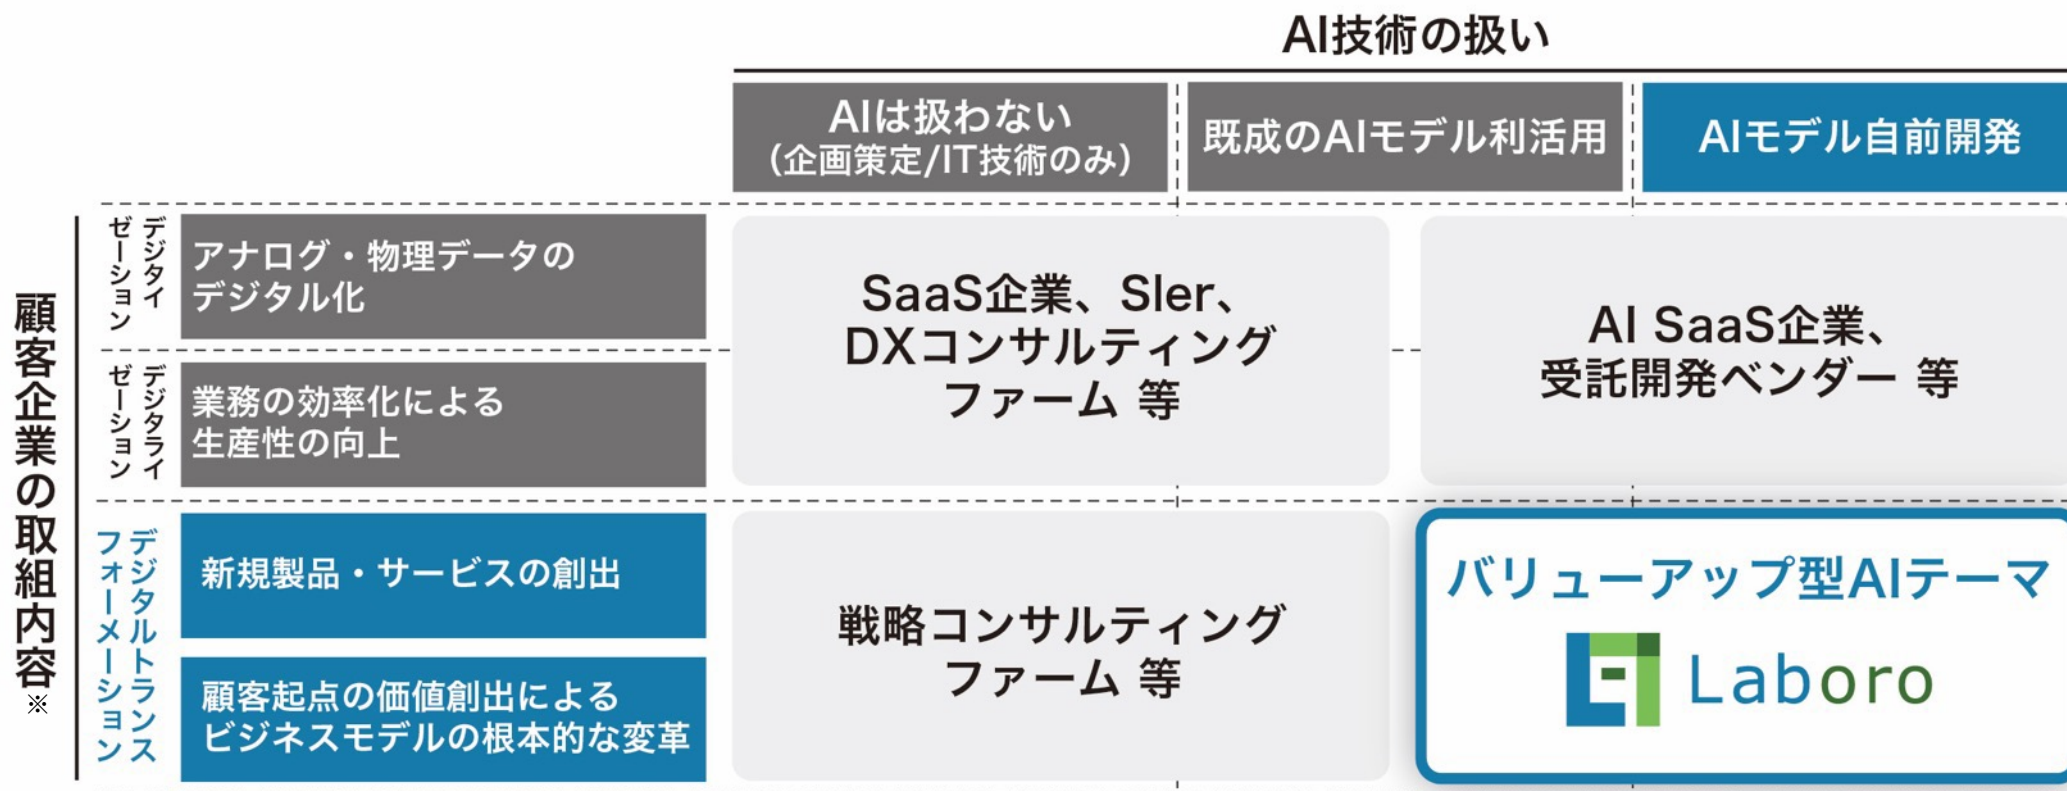 AI技術の扱い
AIは扱わない
（企画策定/IT技術のみ）
既成のAIモデル利活用
AIモデル自前開発
顧客企業の取組内容
※
デジタイ
ゼーション
アナログ・物理データの
デジタル化
デジタライ
ゼーション
業務の効率化による
生産性の向上
SaaS企業、SIer、
DXコンサルティング
ファーム 等
AI SaaS企業、
受託開発ベンダー 等
デジタルトランス
フォーメーション
新規製品・サービスの創出
顧客起点の価値創出による
ビジネスモデルの根本的な変革
戦略コンサルティング
ファーム 等
バリューアップ型AIテーマ
Laboro